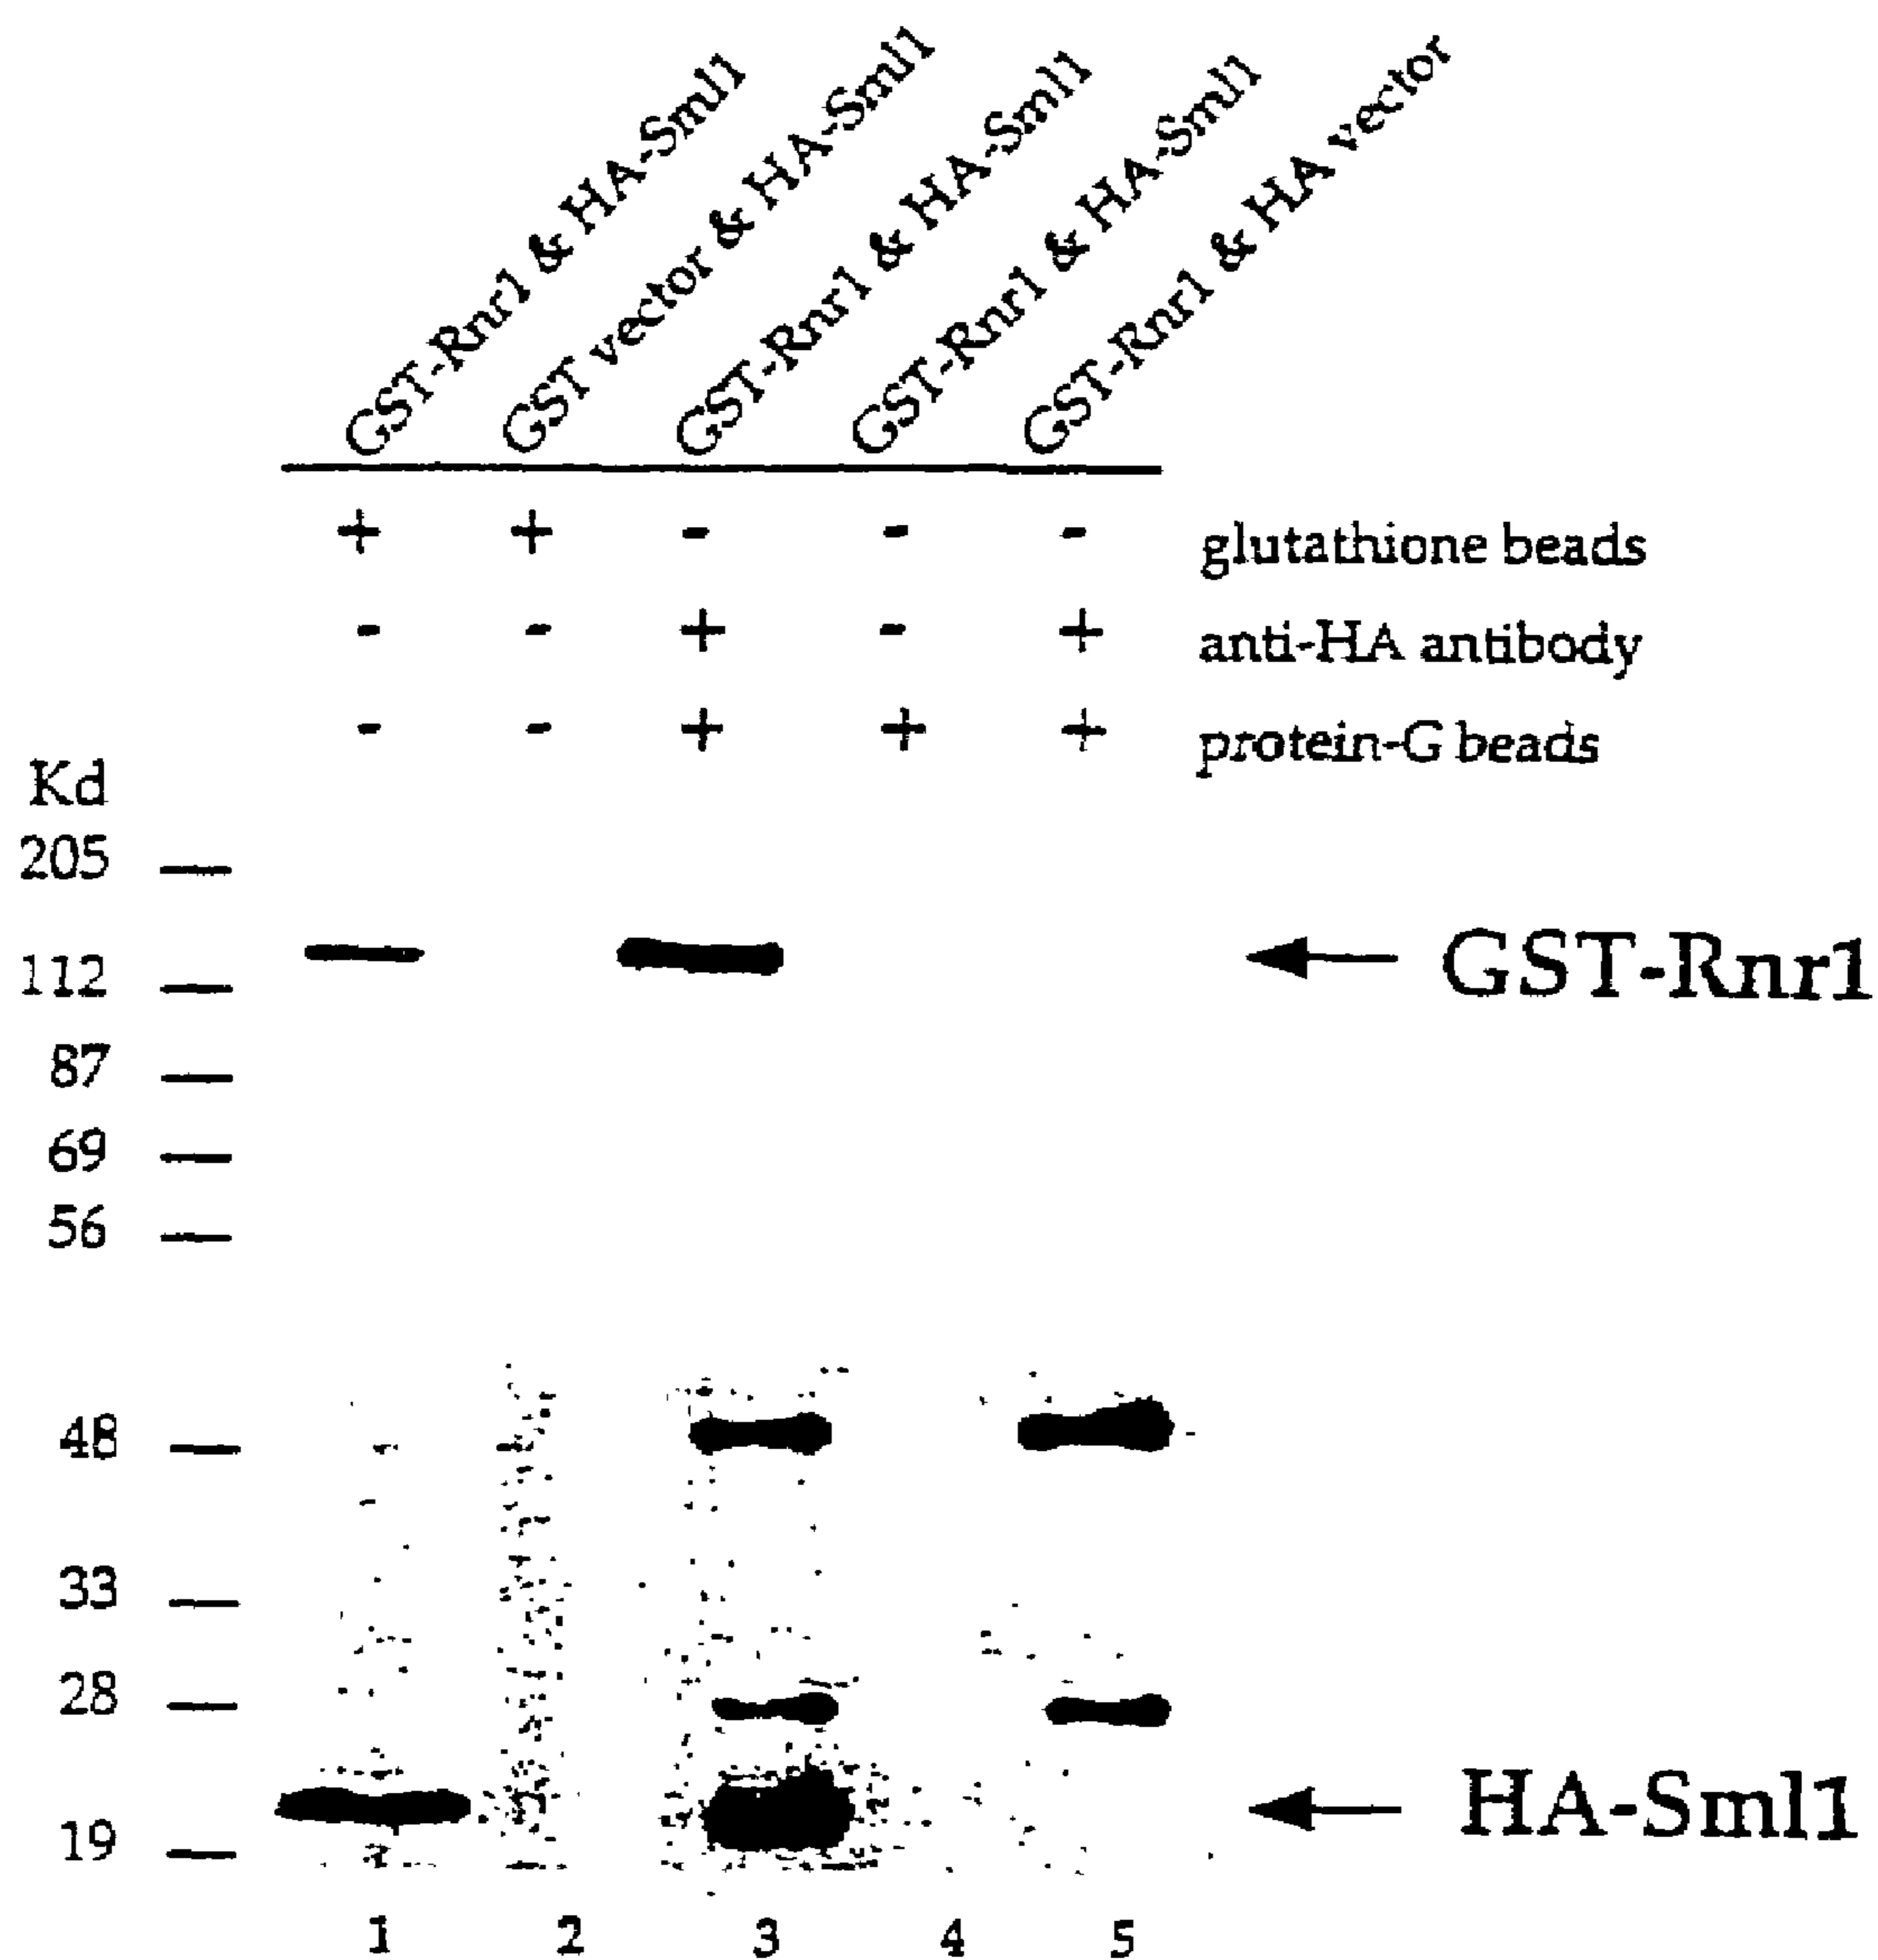 GST-Rnr1 & HA-Sml1
GST vector & HA-Sml1
GST-Rnr1 & HA-Sml1
GST-Rnr1 & HA-Sml1
GST-Rnr1 & HA vector
+ + - - - glutathione beads
- - + - + anti-HA antibody
- - + + + protein-G beads
Kd
205
GST-Rnr1
112
87
69
56
48
33
28
HA-Sml1
19
1 2 3 4 5